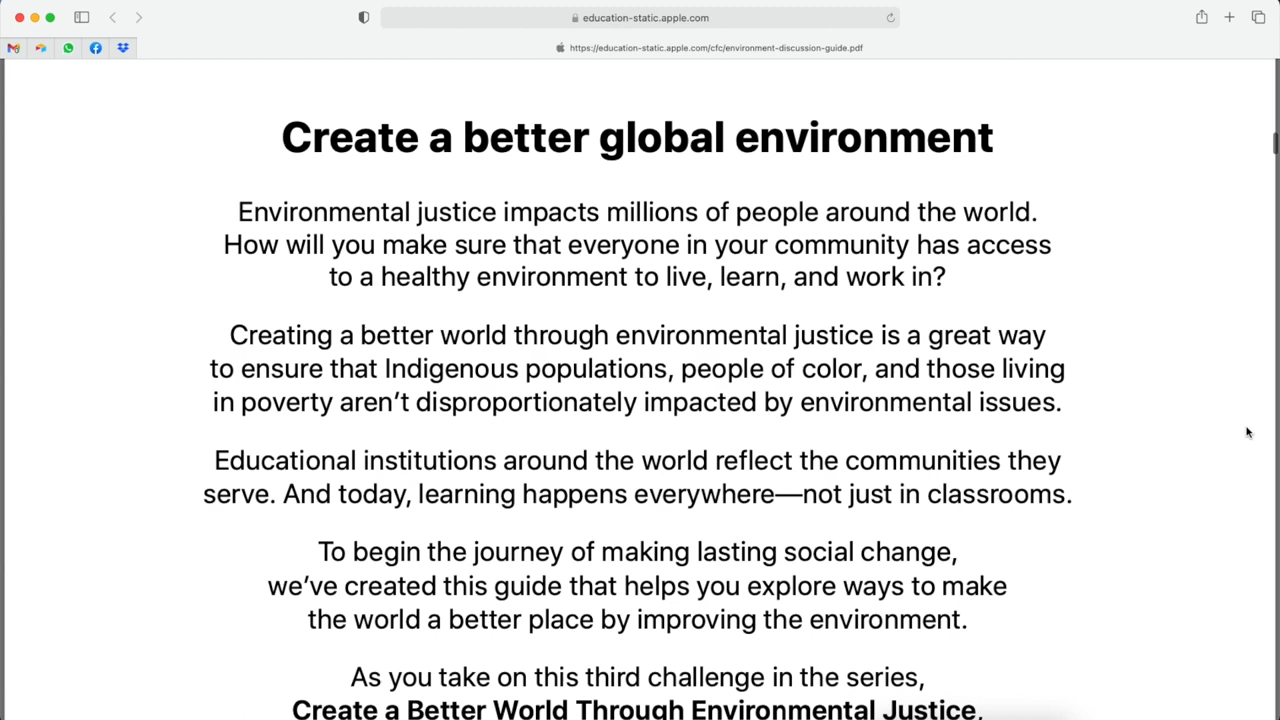 education-static.apple.com
https://education-static.apple.com/cfc/environment-discussion-guide.pdf
Create a better global environment
Environmental justice impacts millions of people around the world.
How will you make sure that everyone in your community has access
to a healthy environment to live, learn, and work in?
Creating a better world through environmental justice is a great way
to ensure that Indigenous populations, people of color, and those living
in poverty aren’t disproportionately impacted by environmental issues.
Educational institutions around the world reflect the communities they
serve. And today, learning happens everywhere—not just in classrooms.
To begin the journey of making lasting social change,
we’ve created this guide that helps you explore ways to make
the world a better place by improving the environment.
As you take on this third challenge in the series,
Create a Better World Through Environmental Justice,